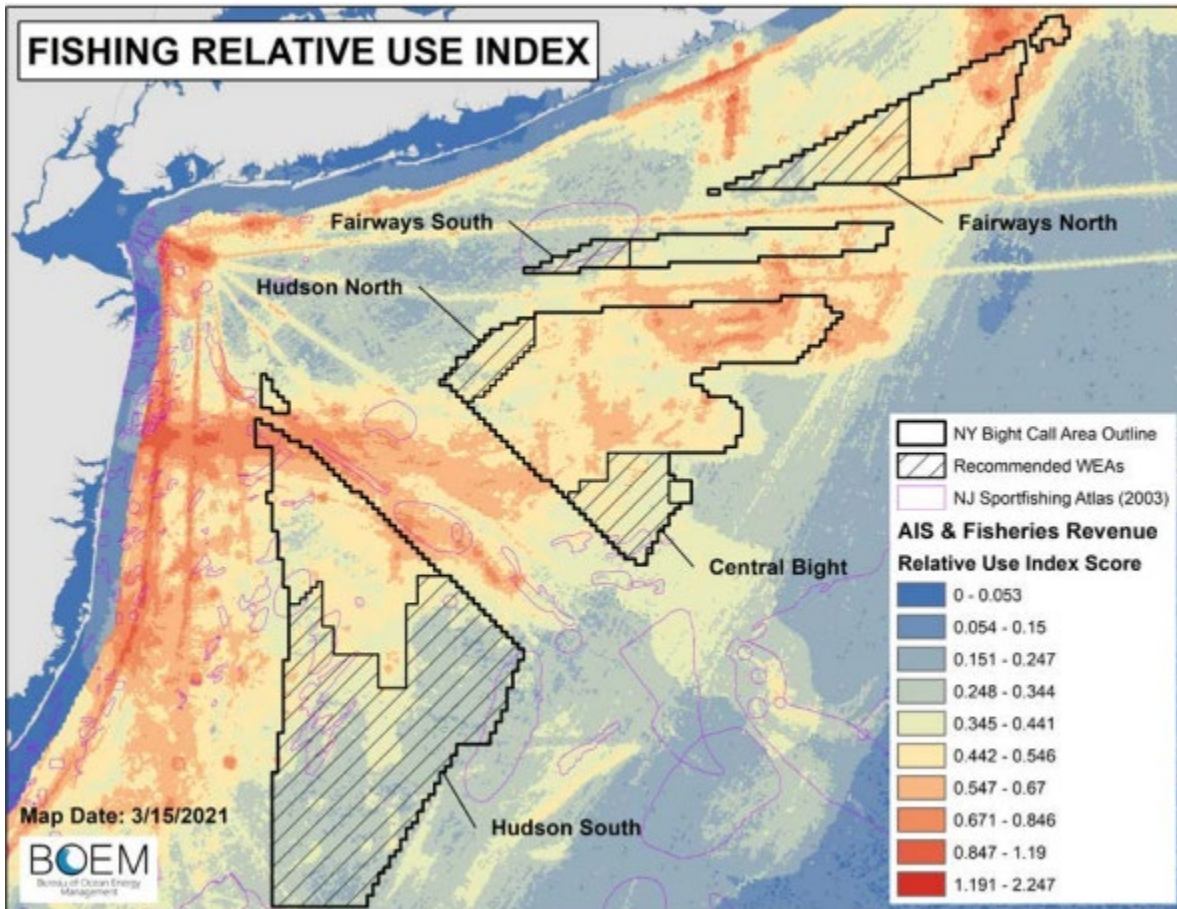 FISHING RELATIVE USE INDEX
Fairways South
Fairways North
Hudson North
Central Bight
Hudson South
NY Bight Call Area Outline
Recommended WEAs
NJ Sportfishing Atlas (2003)
AIS & Fisheries Revenue
Relative Use Index Score
0 - 0.053
0.054 - 0.15
0.151 - 0.247
0.248 - 0.344
0.345 - 0.441
0.442 - 0.546
0.547 - 0.67
0.671 - 0.846
0.847 - 1.19
1.191 - 2.247
Map Date: 3/15/2021
BOEM
Bureau of Ocean Energy
Management